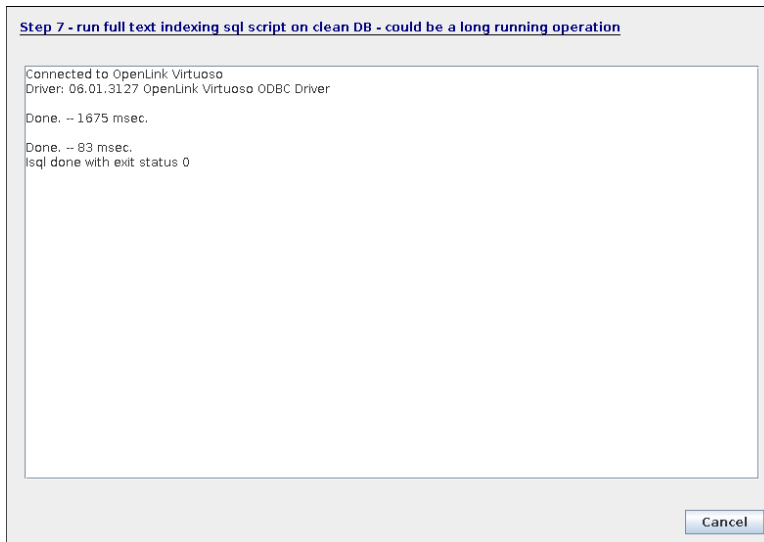 Step 7 - run full text indexing sql script on clean DB - could be a long running operation
Connected to OpenLink Virtuoso
Driver: 06.01.3127 OpenLink Virtuoso ODBC Driver
Done. -- 1675 msec.
Done. -- 83 msec.
Isql done with exit status 0
Cancel